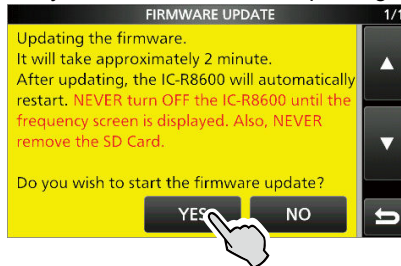 FIRMWARE UPDATE 1/1
Updating the firmware.
It will take approximately 2 minute.
After updating, the IC-R8600 will automatically
restart. NEVER turn OFF the IC-R8600 until the
frequency screen is displayed. Also, NEVER
remove the SD Card.
Do you wish to start the firmware update?
YES NO